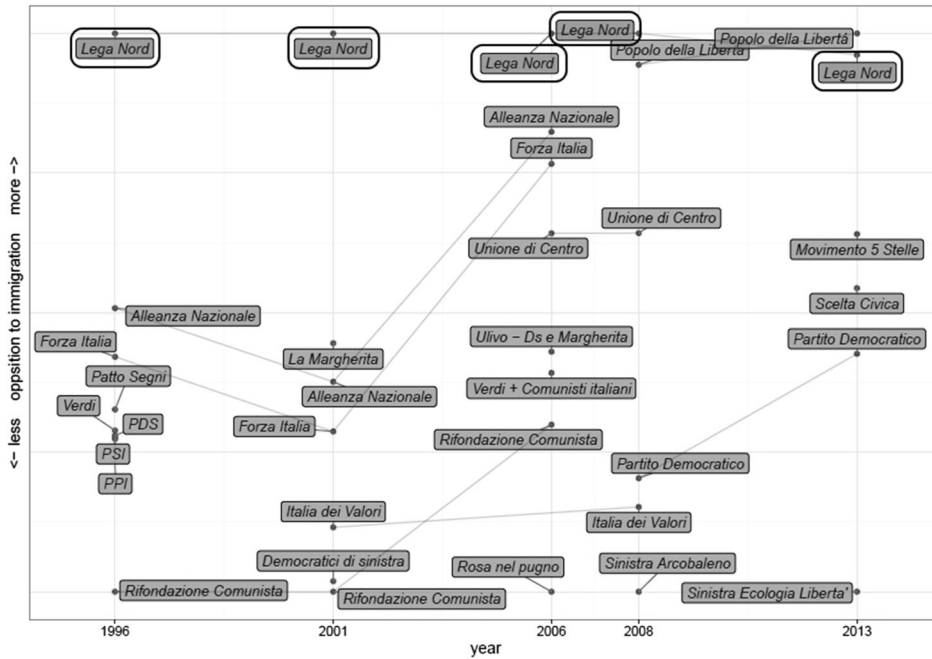 Lega Nord
Lega Nord
Lega Nord
Lega Nord
Popolo della Libertà
Popolo della Libertà
Lega Nord
Alleanza Nazionale
Forza Italia
Unione di Centro
Unione di Centro
Movimento 5 Stelle
Alleanza Nazionale
Scelta Civica
Forza Italia
La Margherita
Ulivo – Ds e Margherita
Partito Democratico
Patto Segni
Verdi + Comunisti italiani
Alleanza Nazionale
Verdi
PDS
Forza Italia
Rifondazione Comunista
PSI
PPI
Partito Democratico
Italia dei Valori
Italia dei Valori
Democratici di sinistra
Rosa nel pugno
Sinistra Arcobaleno
Rifondazione Comunista
Rifondazione Comunista
Sinistra Ecologia Liberta'
<– less oppsition to immigration more –>
1996 2001 2006 2008 2013
year